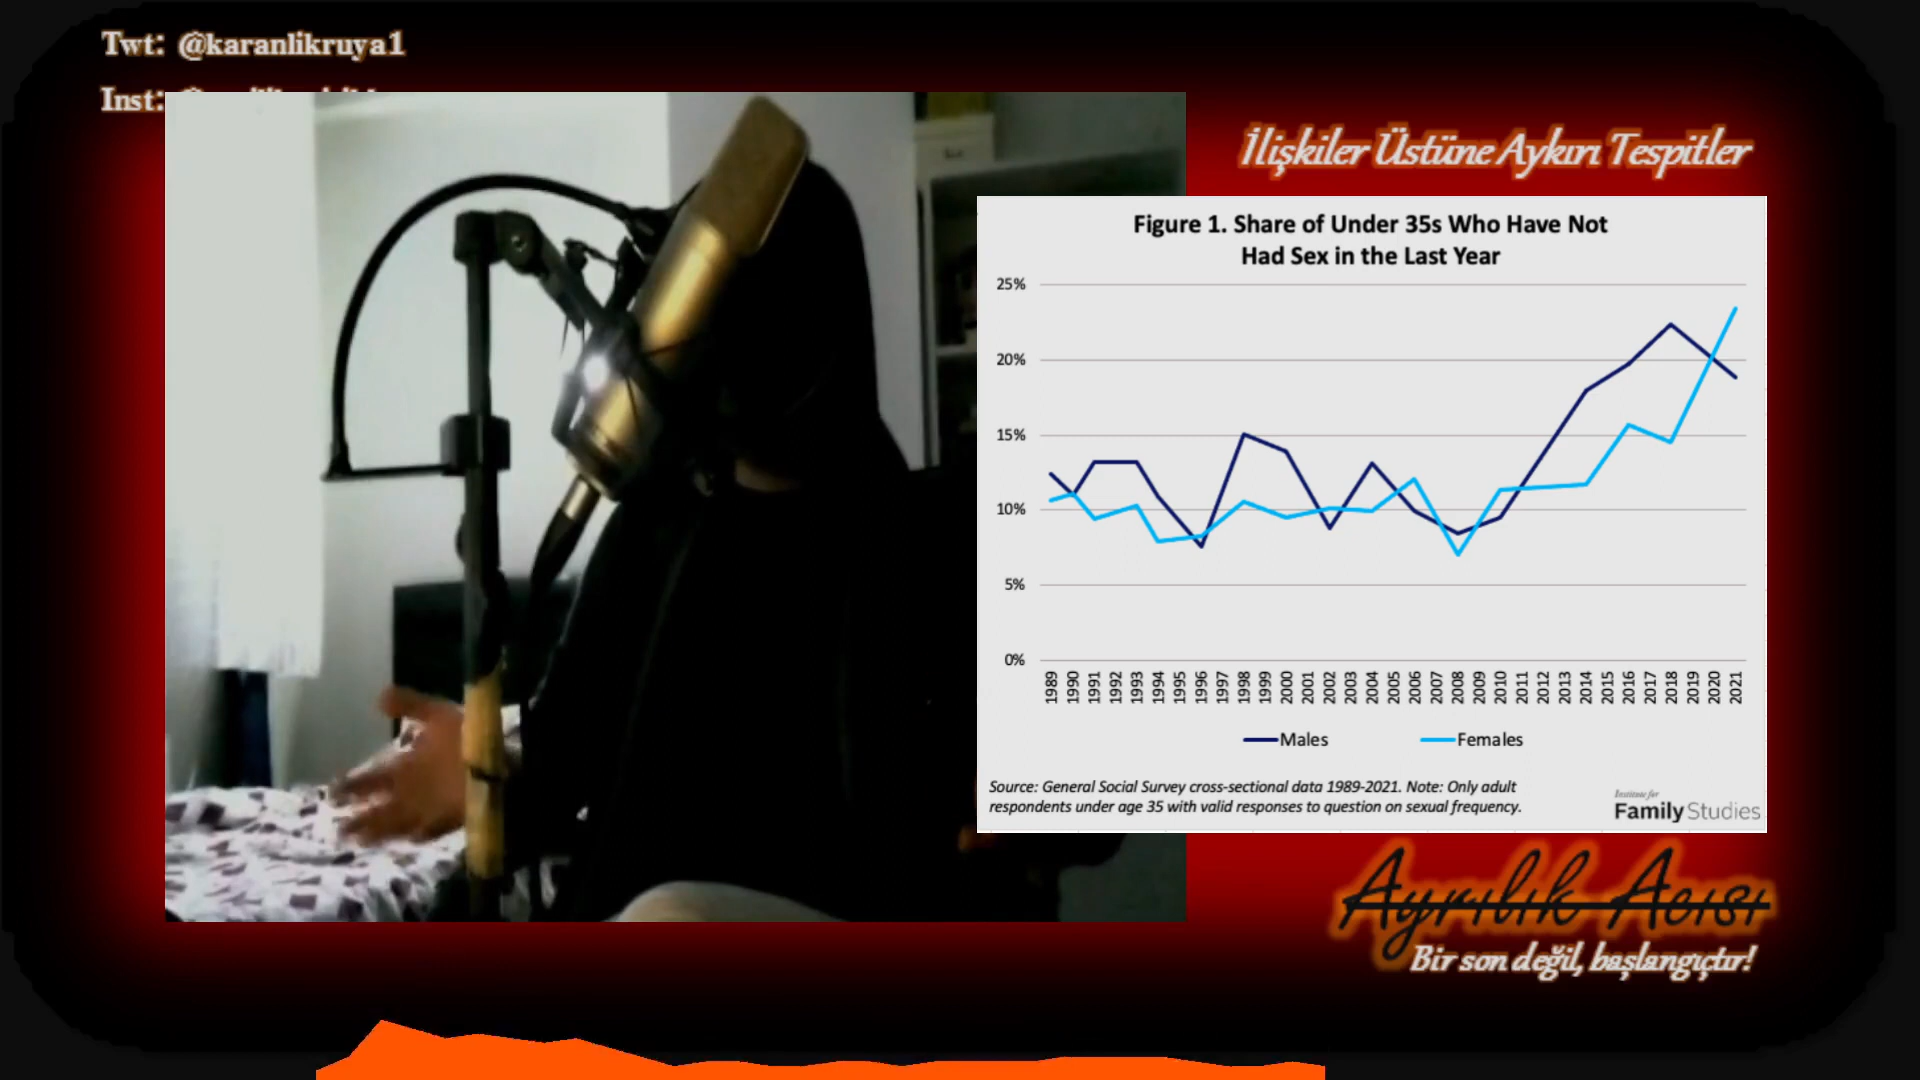 Twt: @karanlikruya1
Inst:
İlişkiler Üstüne Aykırı Tespitler
Figure 1. Share of Under 35s Who Have Not
Had Sex in the Last Year
25%
20%
15%
10%
5%
0%
1989 1990 1991 1992 1993 1994 1995 1996 1997 1998 1999 2000 2001 2002 2003 2004 2005 2006 2007 2008 2009 2010 2011 2012 2013 2014 2015 2016 2017 2018 2019 2020 2021
Males Females
Source: General Social Survey cross-sectional data 1989-2021. Note: Only adult
respondents under age 35 with valid responses to question on sexual frequency.
Institute for
Family Studies
Ayrılık Acısı
Bir son değil, başlangıçtır!